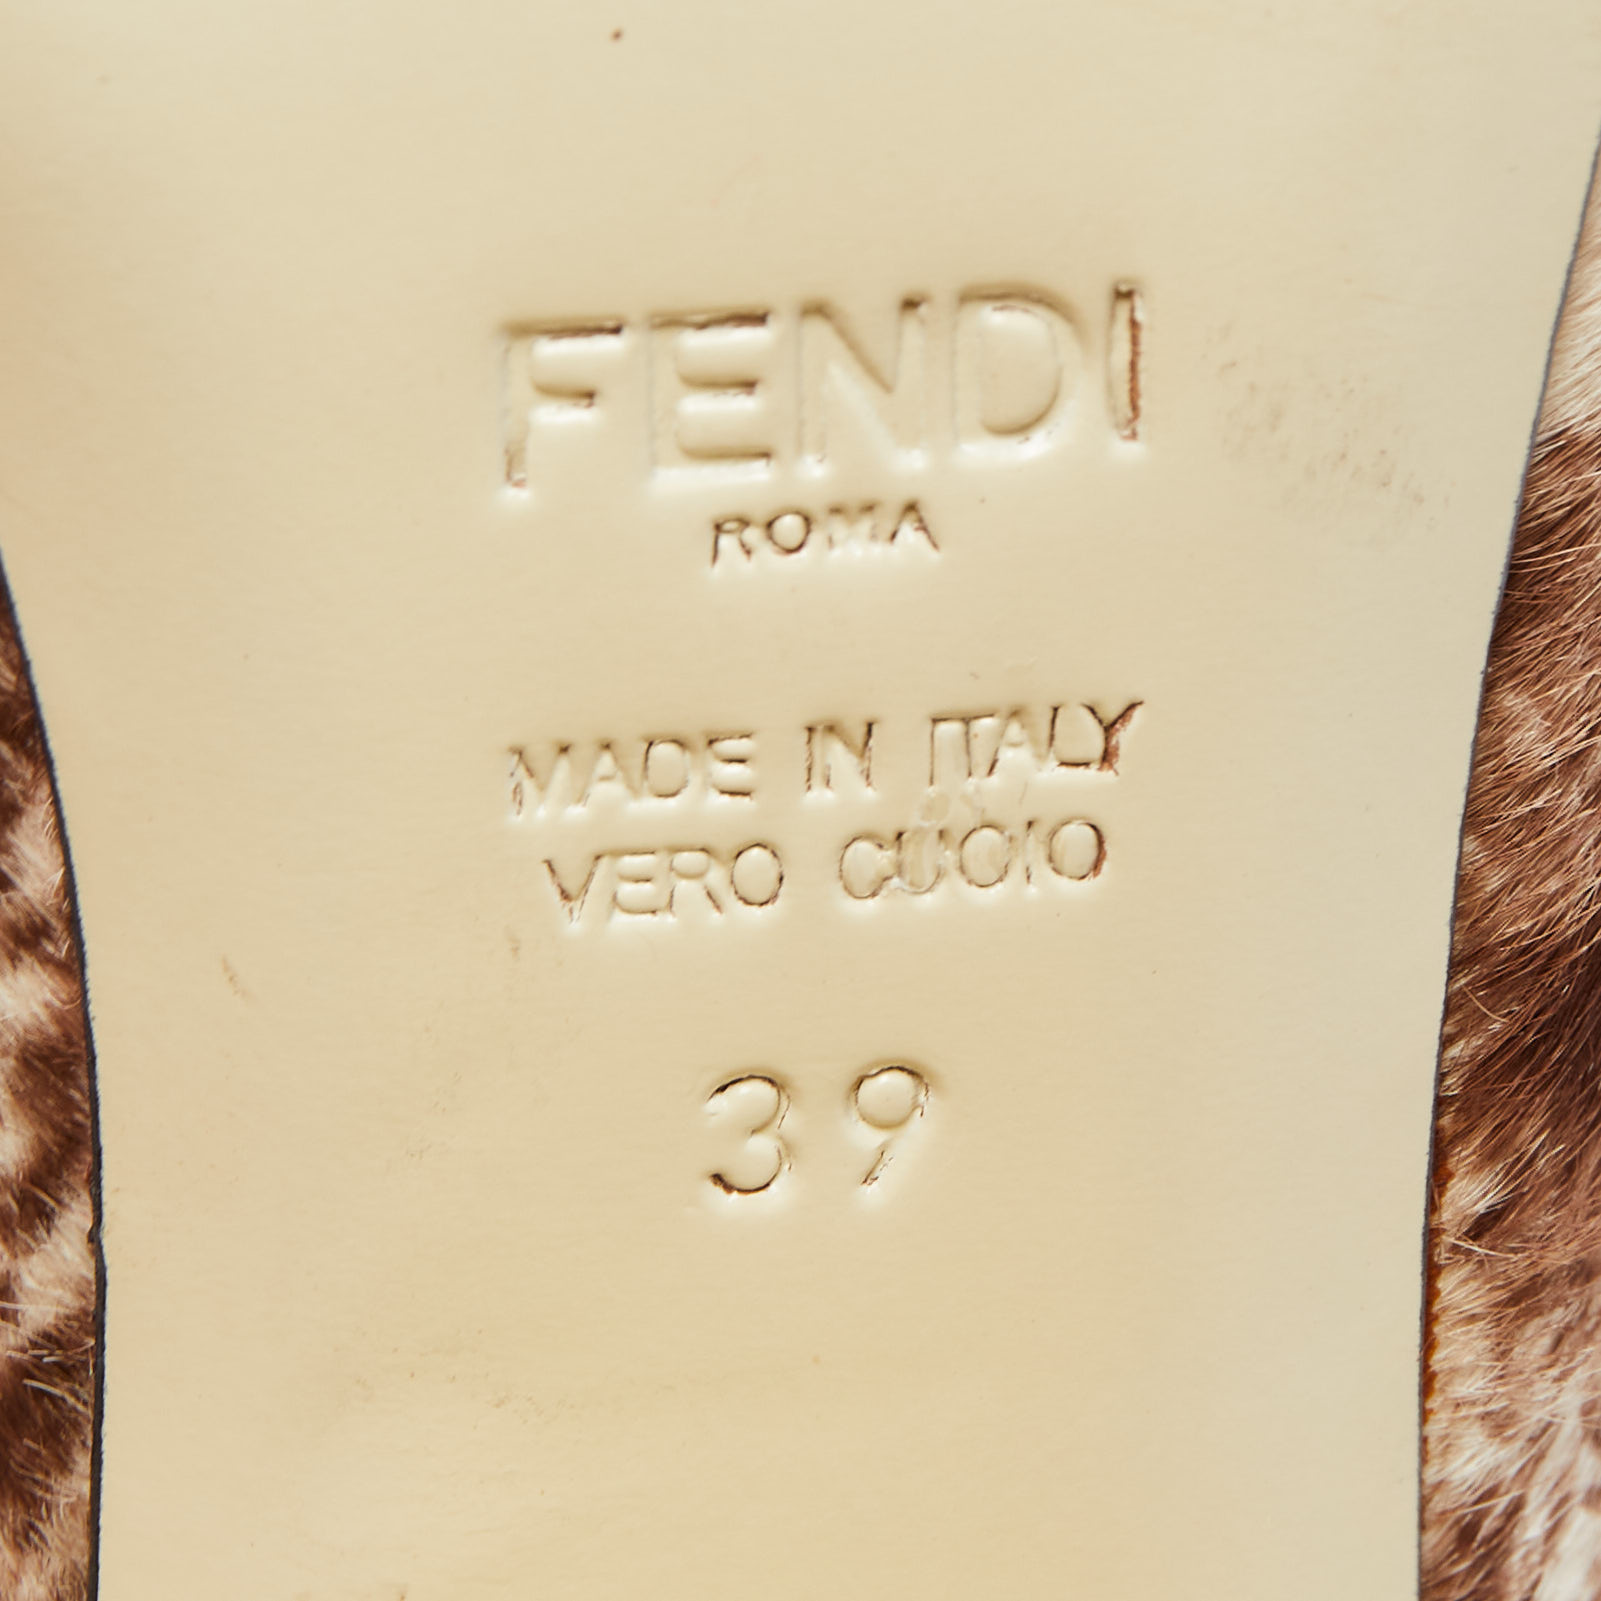 FENDI
ROMA
MADE IN ITALY
VERO CUOIO
39